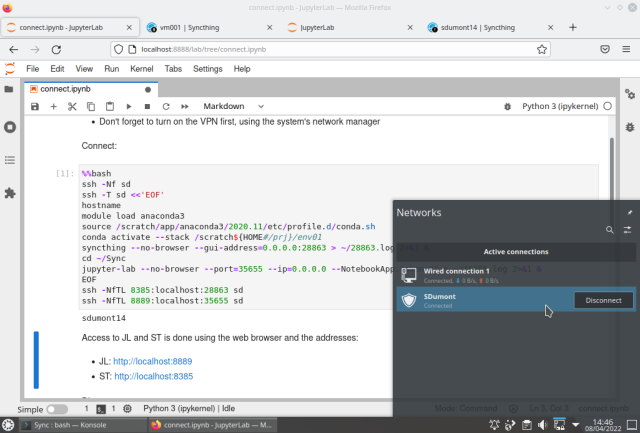 connect.ipynb - JupyterLab — Mozilla Firefox
connect.ipynb - JupyterLab
vm001 | Syncthing
JupyterLab
sdumont14 | Syncthing
localhost:8888/lab/tree/connect.ipynb
File Edit View Run Kernel Tabs Settings Help
connect.ipynb
Markdown
Python 3 (ipykernel)
• Don't forget to turn on the VPN first, using the system's network manager
Connect:
[1]:
%%bash
ssh -Nf sd
ssh -T sd <<'EOF'
hostname
module load anaconda3
source /scratch/app/anaconda3/2020.11/etc/profile.d/conda.sh
conda activate --stack /scratch${HOME#/prj}/env01
syncthing --no-browser --gui-address=0.0.0.0:28863 > ~/28863.log 2>&1 &
cd ~/Sync
jupyter-lab --no-browser --port=35655 --ip=0.0.0.0 --NotebookApp
log 2>&1 &
EOF
ssh -NfTL 8385:localhost:28863 sd
ssh -NfTL 8889:localhost:35655 sd
sdumont14
Access to JL and ST is done using the web browser and the addresses:
• JL: http://localhost:8889
• ST: http://localhost:8385
Networks
Active connections
Wired connection 1
Connected, 0 B/s, 0 B/s
SDumont
Connected
Disconnect
Simple
1
1
Python 3 (ipykernel) | Idle
Mode: Command
Ln 7, Col 1
connect.ipynb
Sync : bash — Konsole
connect.ipynb - JupyterLab — M...
14:46
08/04/2022